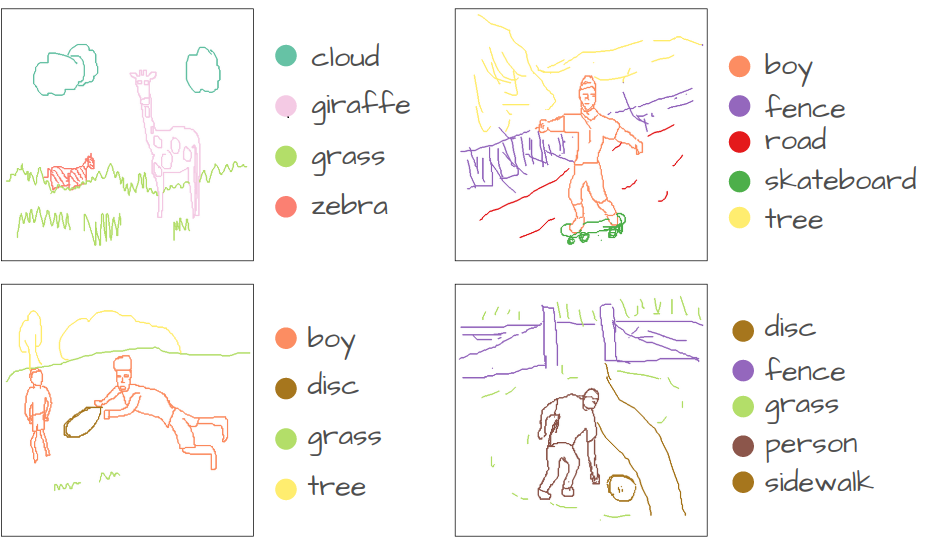 cloud
giraffe
grass
zebra
boy
fence
road
skateboard
tree
boy
disc
grass
tree
disc
fence
grass
person
sidewalk